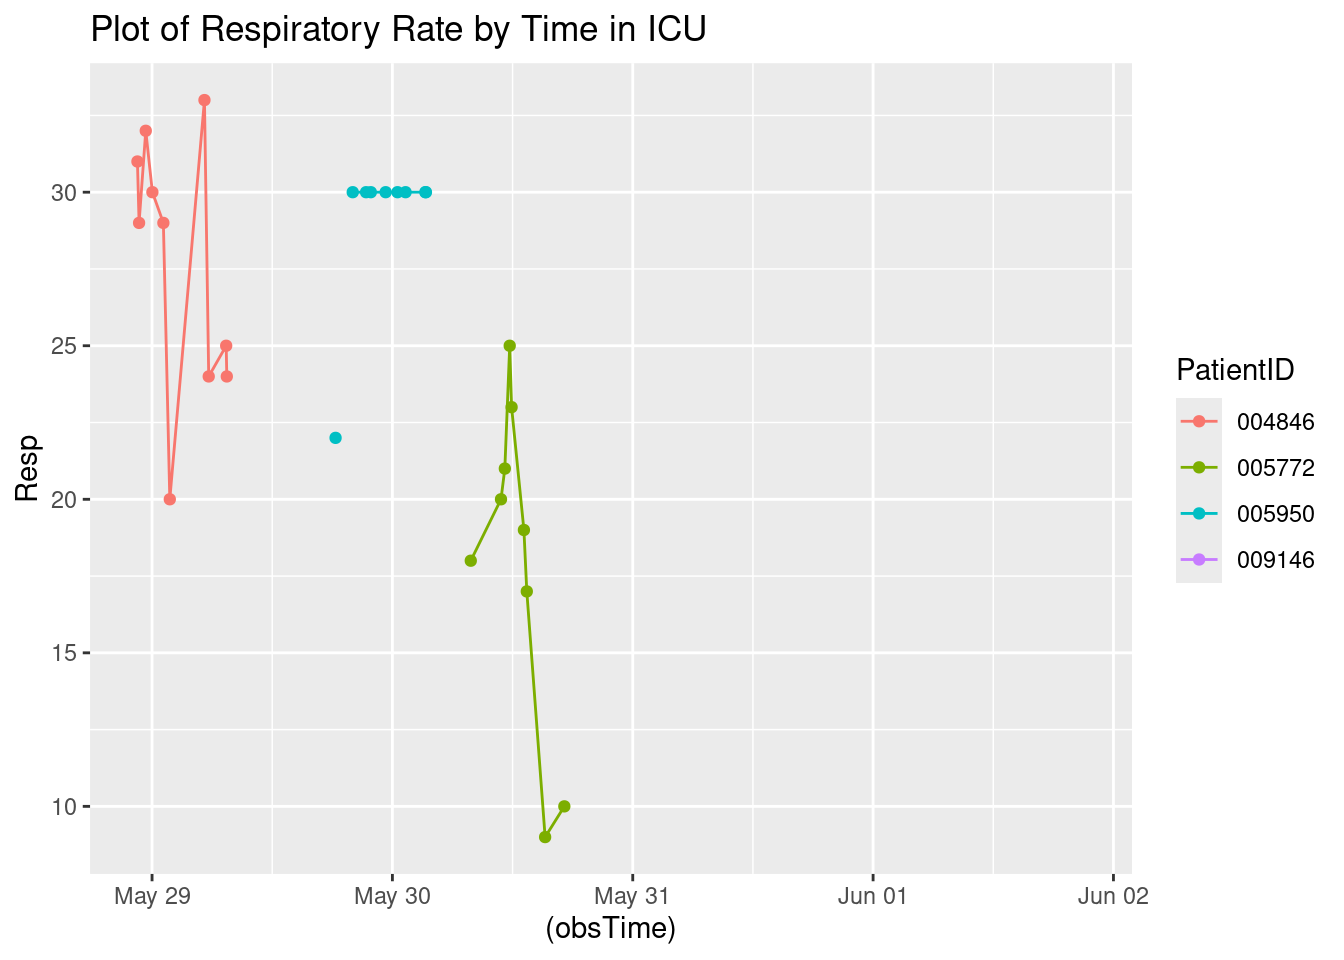 Plot of Respiratory Rate by Time in ICU
Resp
30
25
20
15
10
May 29
May 30
May 31
Jun 01
Jun 02
(obsTime)
PatientID
004846
005772
005950
009146